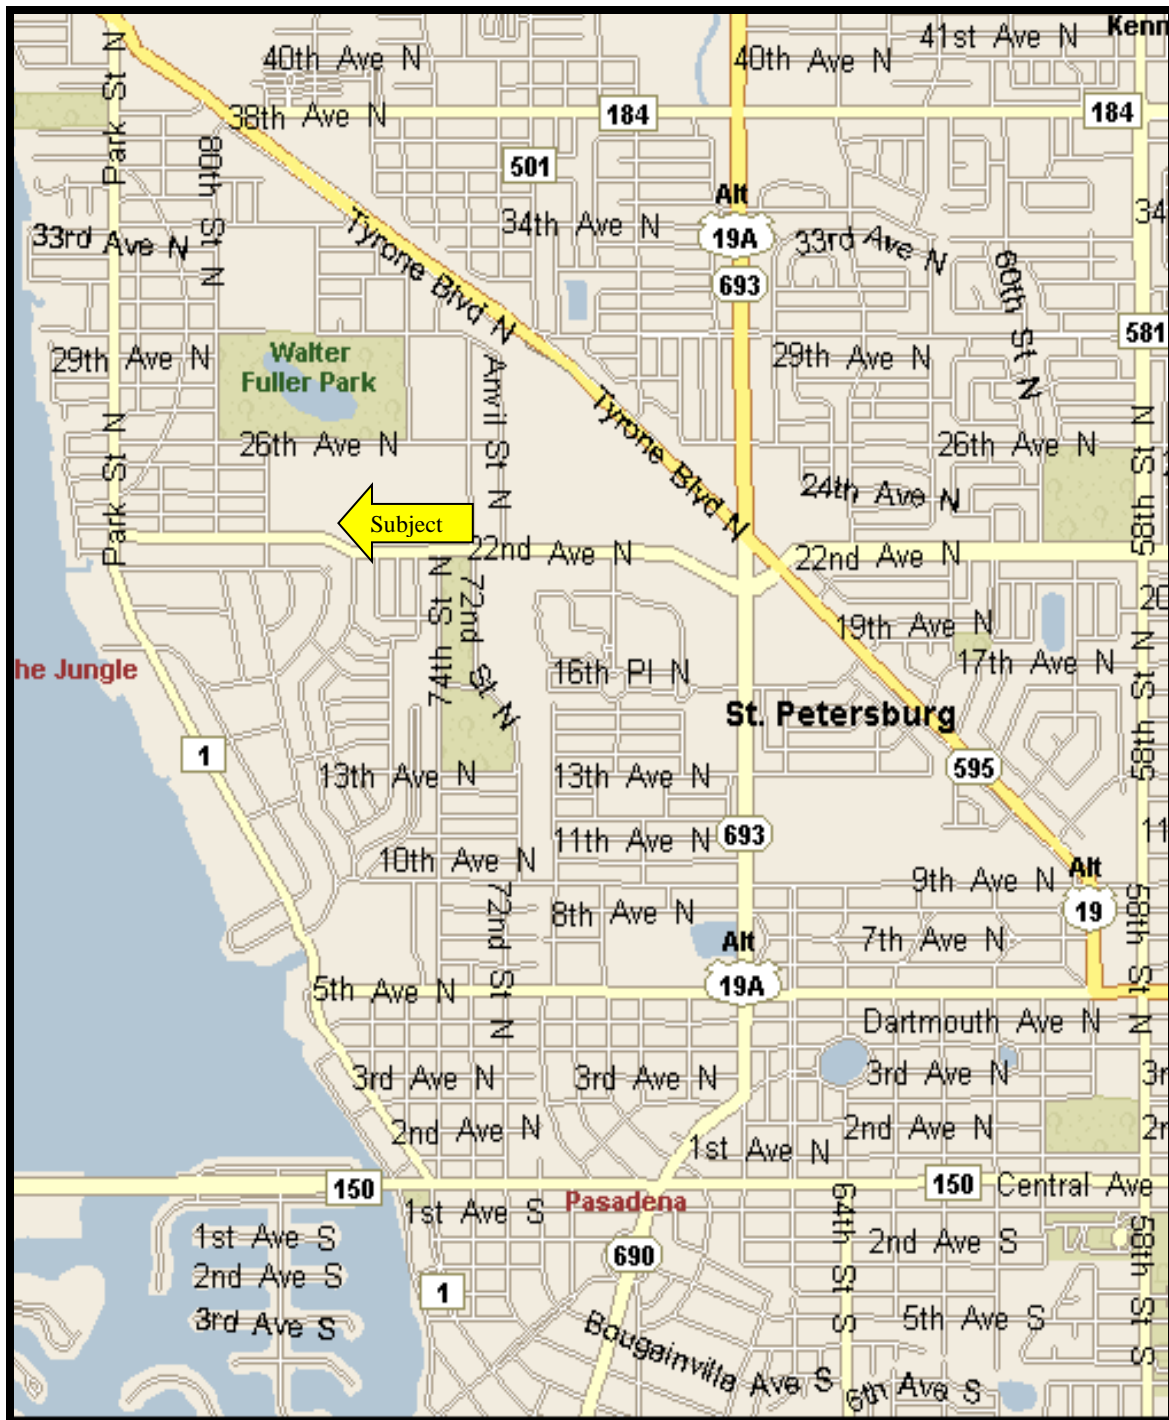 Kenn
41st Ave N
40th Ave N
40th Ave N
Park St N
38th Ave N
184
184
80th St N
501
Alt
34th Ave N
34
19A
33rd Ave N
33rd Ave N
Tyrone Blvd N
693
60th St N
581
Walter
Fuller Park
29th Ave N
29th Ave N
Anvil St N
Tyrone Blvd N
Park St N
26th Ave N
26th Ave N
58th St N
24th Ave N
Subject
22nd Ave N
22nd Ave N
74th St N
72nd St N
20
19th Ave N
17th Ave N
he Jungle
16th Pl N
58th St N
St. Petersburg
1
595
13th Ave N
13th Ave N
11th Ave N
693
11
10th Ave N
Alt
9th Ave N
72nd St N
8th Ave N
19
58th St N
Alt
7th Ave N
19A
5th Ave N
Dartmouth Ave N
3rd Ave N
3rd Ave N
3rd Ave N
3r
2nd Ave N
2nd Ave N
2n
1st Ave N
150
150
Central Ave
Pasadena
1st Ave S
64th St S
58th St S
1st Ave S
2nd Ave S
690
2nd Ave S
1
3rd Ave S
5th Ave S
Bougainvilla Ave S
6th Ave S